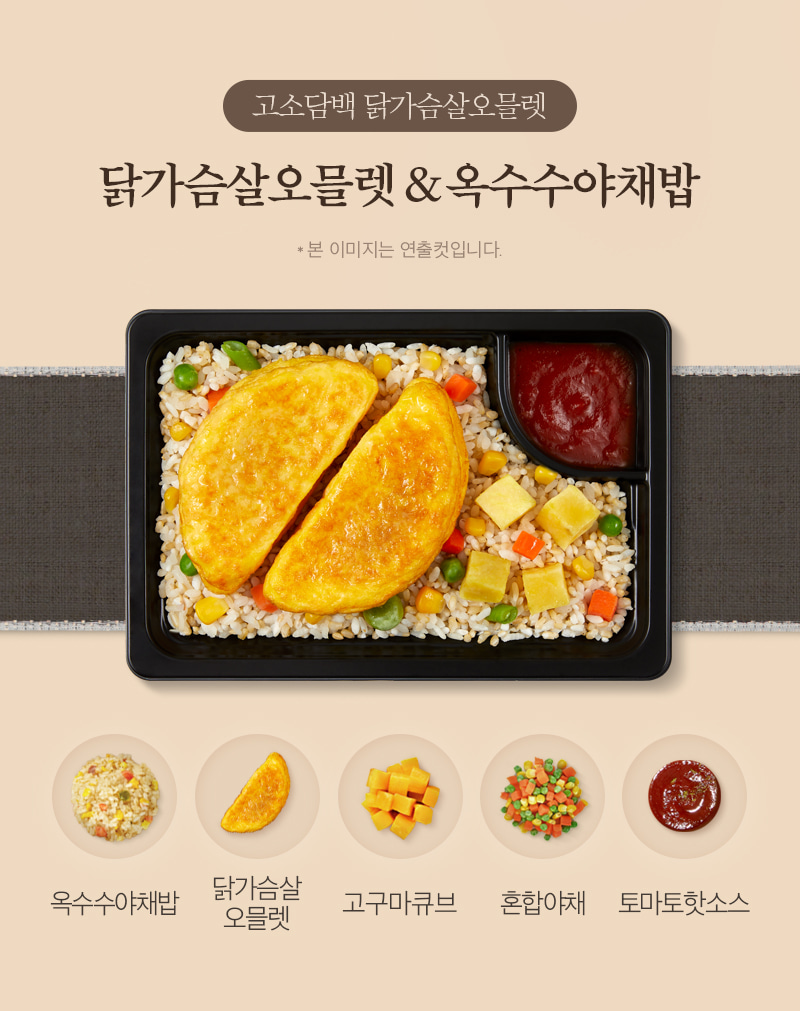 고소담백 닭가슴살오믈렛
닭가슴살오믈렛 & 옥수수야채밥
* 본 이미지는 연출컷입니다.
옥수수야채밥
닭가슴살
오믈렛
고구마큐브
혼합야채
토마토핫소스